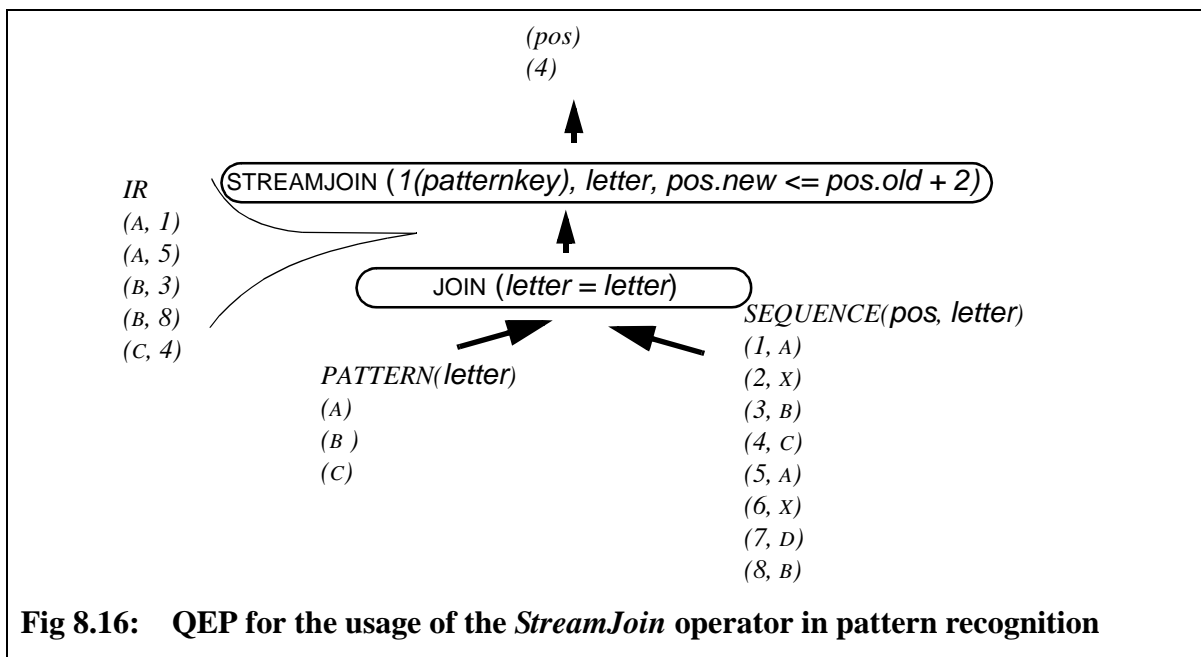 (pos)
(4)
STREAMJOIN (1(patternkey), letter, pos.new <= pos.old + 2)
IR
(A, 1)
(A, 5)
(B, 3)
(B, 8)
(C, 4)
JOIN (letter = letter)
PATTERN(letter)
(A)
(B )
(C)
SEQUENCE(pos, letter)
(1, A)
(2, X)
(3, B)
(4, C)
(5, A)
(6, X)
(7, D)
(8, B)
Fig 8.16: QEP for the usage of the StreamJoin operator in pattern recognition